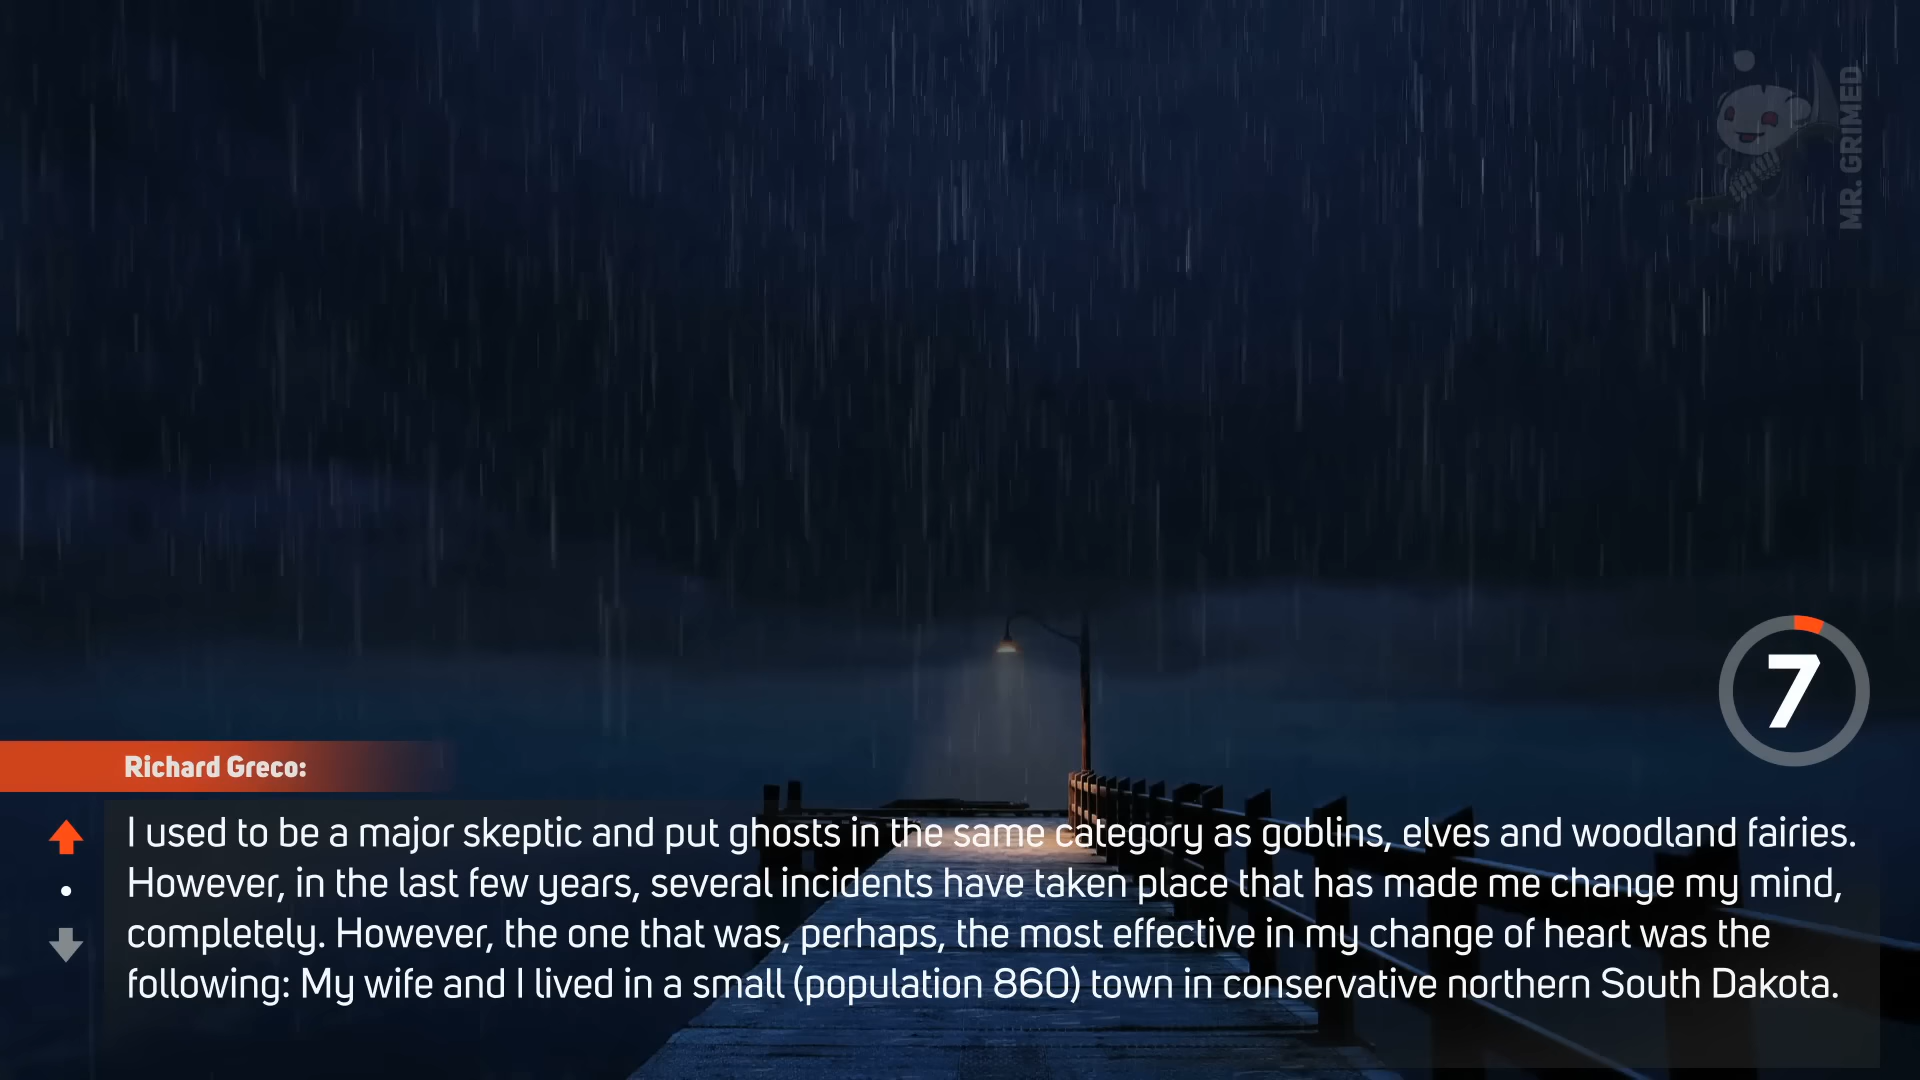 MR. GRIMED
7
Richard Greco:
I used to be a major skeptic and put ghosts in the same category as goblins, elves and woodland fairies.
However, in the last few years, several incidents have taken place that has made me change my mind,
completely. However, the one that was, perhaps, the most effective in my change of heart was the
following: My wife and I lived in a small (population 860) town in conservative northern South Dakota.